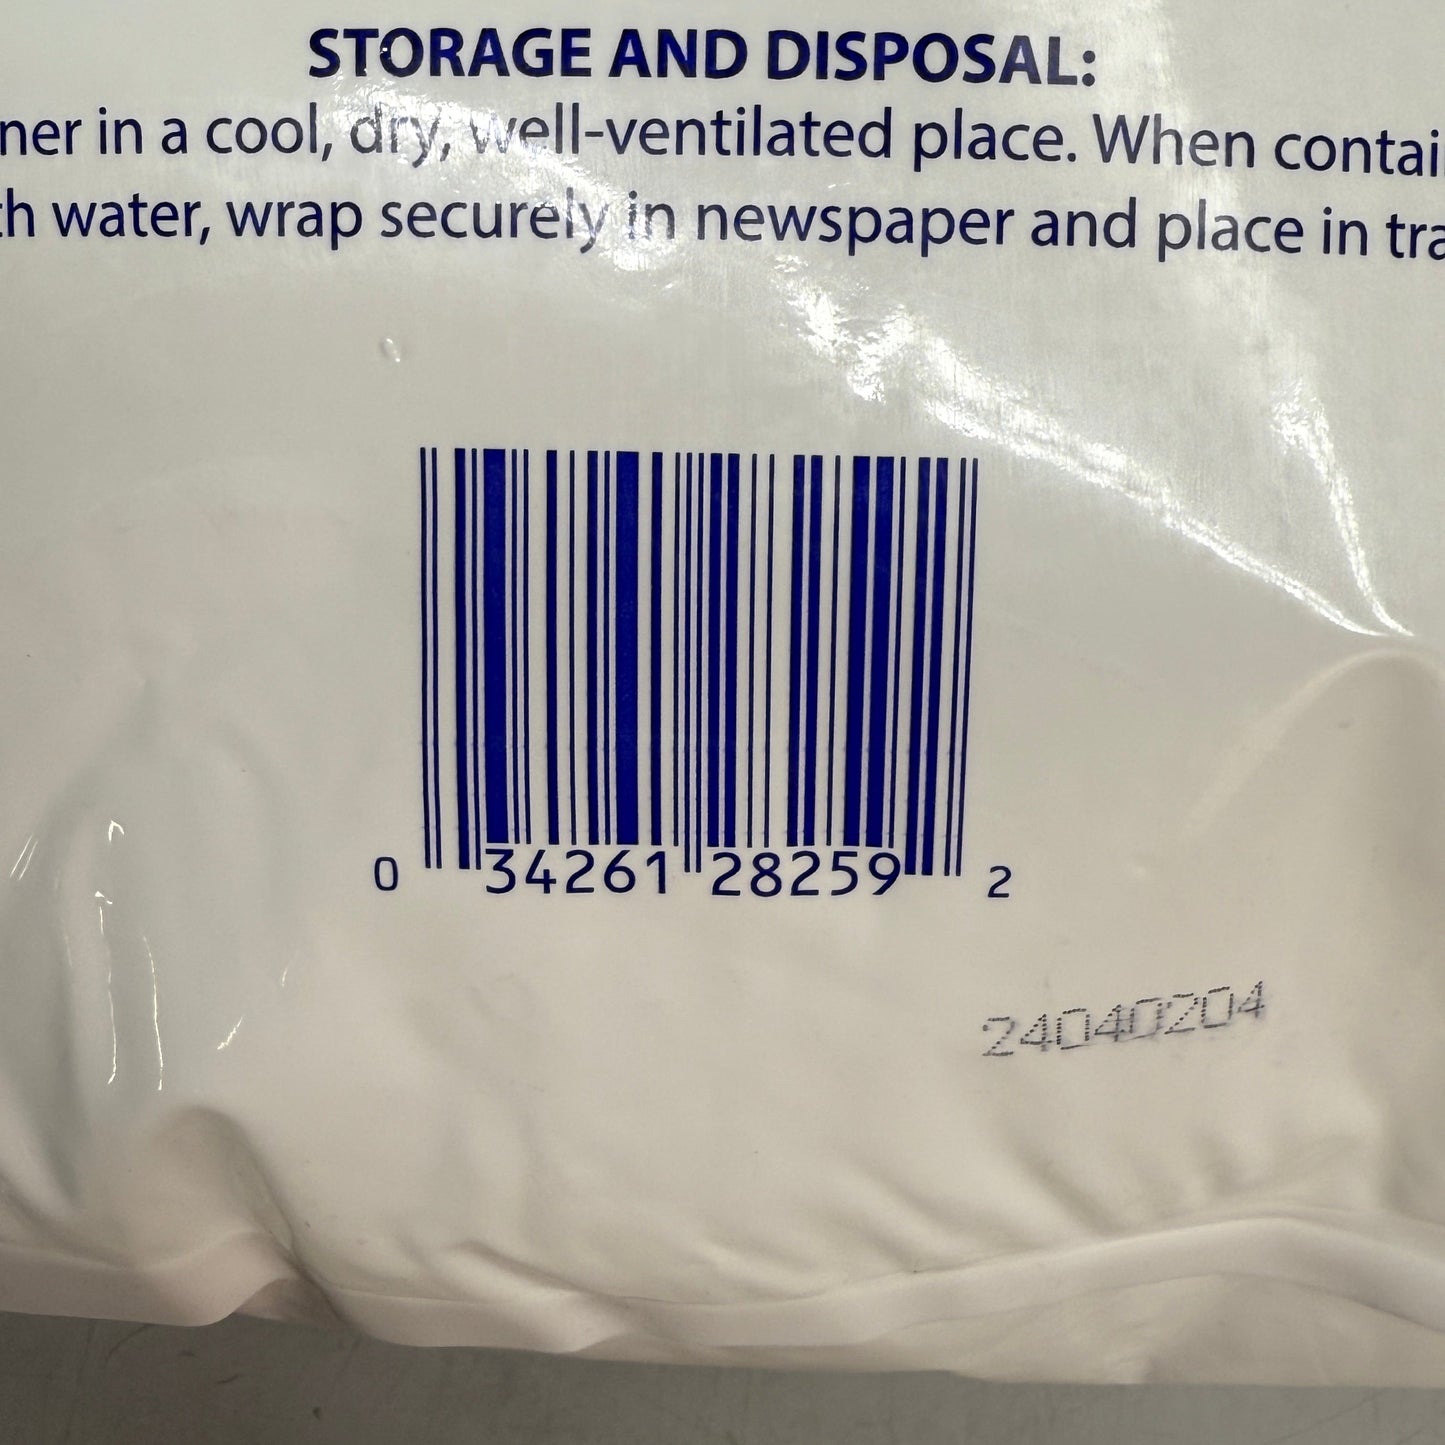 STORAGE AND DISPOSAL:
ner in a cool, dry, well-ventilated place. When contai
th water, wrap securely in newspaper and place in tra
0 34261 28259 2
24040204